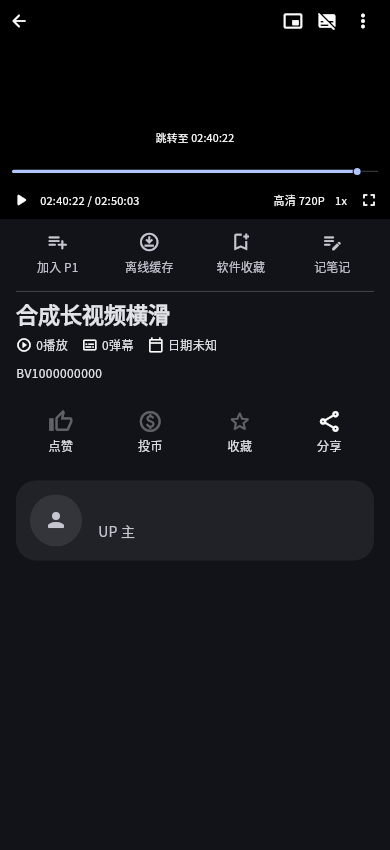 跳转至 02:40:22
02:40:22 / 02:50:03 高清 720P 1x
加入 P1 离线缓存 软件收藏 记笔记
合成长视频横滑
0播放 0弹幕 日期未知
BV1000000000
点赞 投币 收藏 分享
UP 主